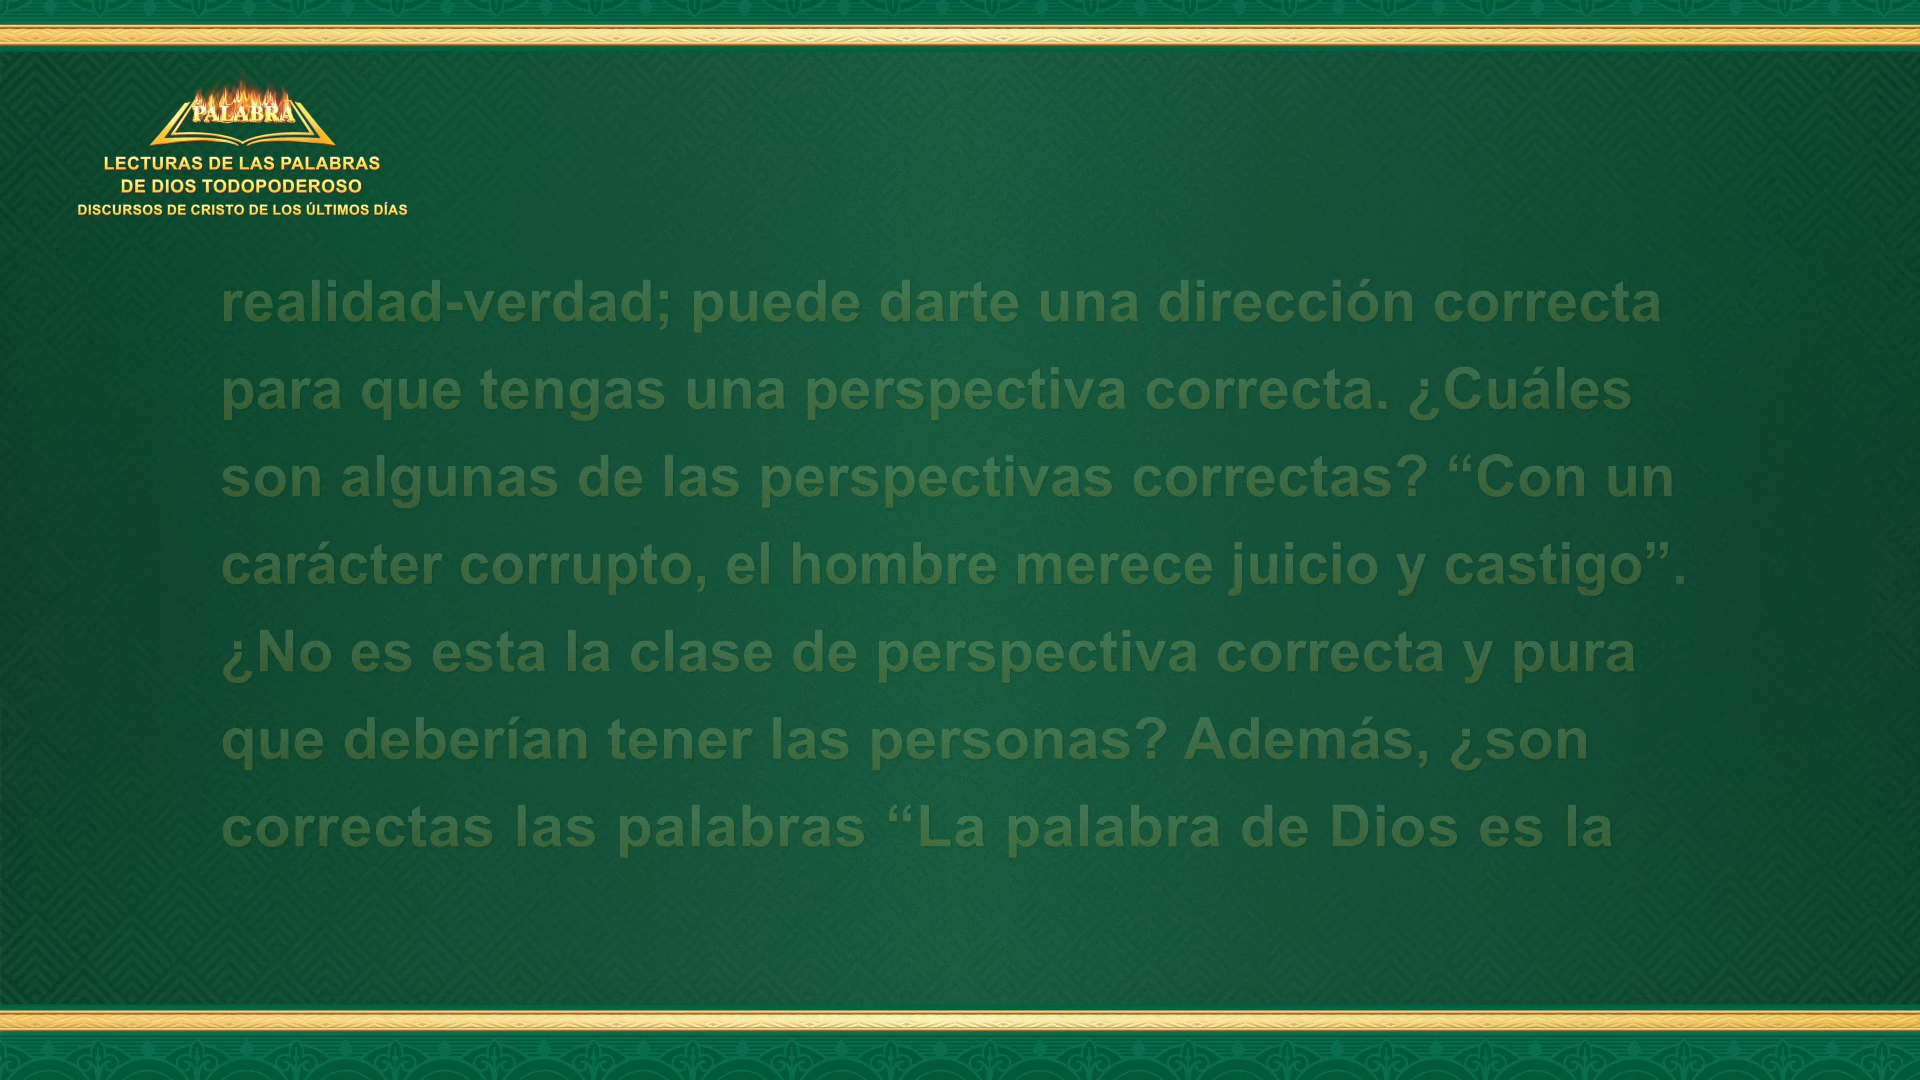 PALABRA
LECTURAS DE LAS PALABRAS
DE DIOS TODOPODEROSO
DISCURSOS DE CRISTO DE LOS ÚLTIMOS DÍAS
realidad-verdad; puede darte una dirección correcta
para que tengas una perspectiva correcta. ¿Cuáles
son algunas de las perspectivas correctas? “Con un
carácter corrupto, el hombre merece juicio y castigo”.
¿No es esta la clase de perspectiva correcta y pura
que deberían tener las personas? Además, ¿son
correctas las palabras “La palabra de Dios es la